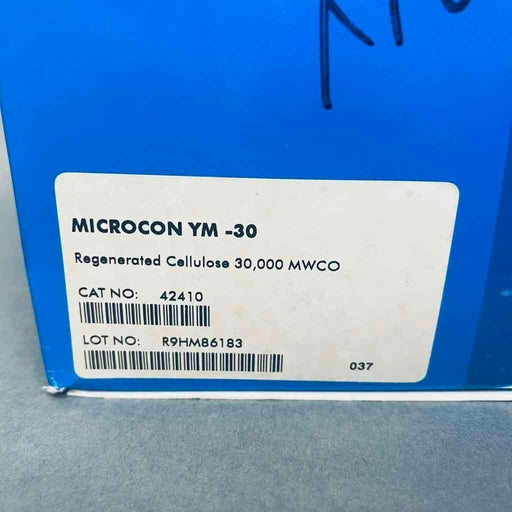 MICROCON YM -30
Regenerated Cellulose 30,000 MWCO
CAT NO: 42410
LOT NO: R9HM86183
037